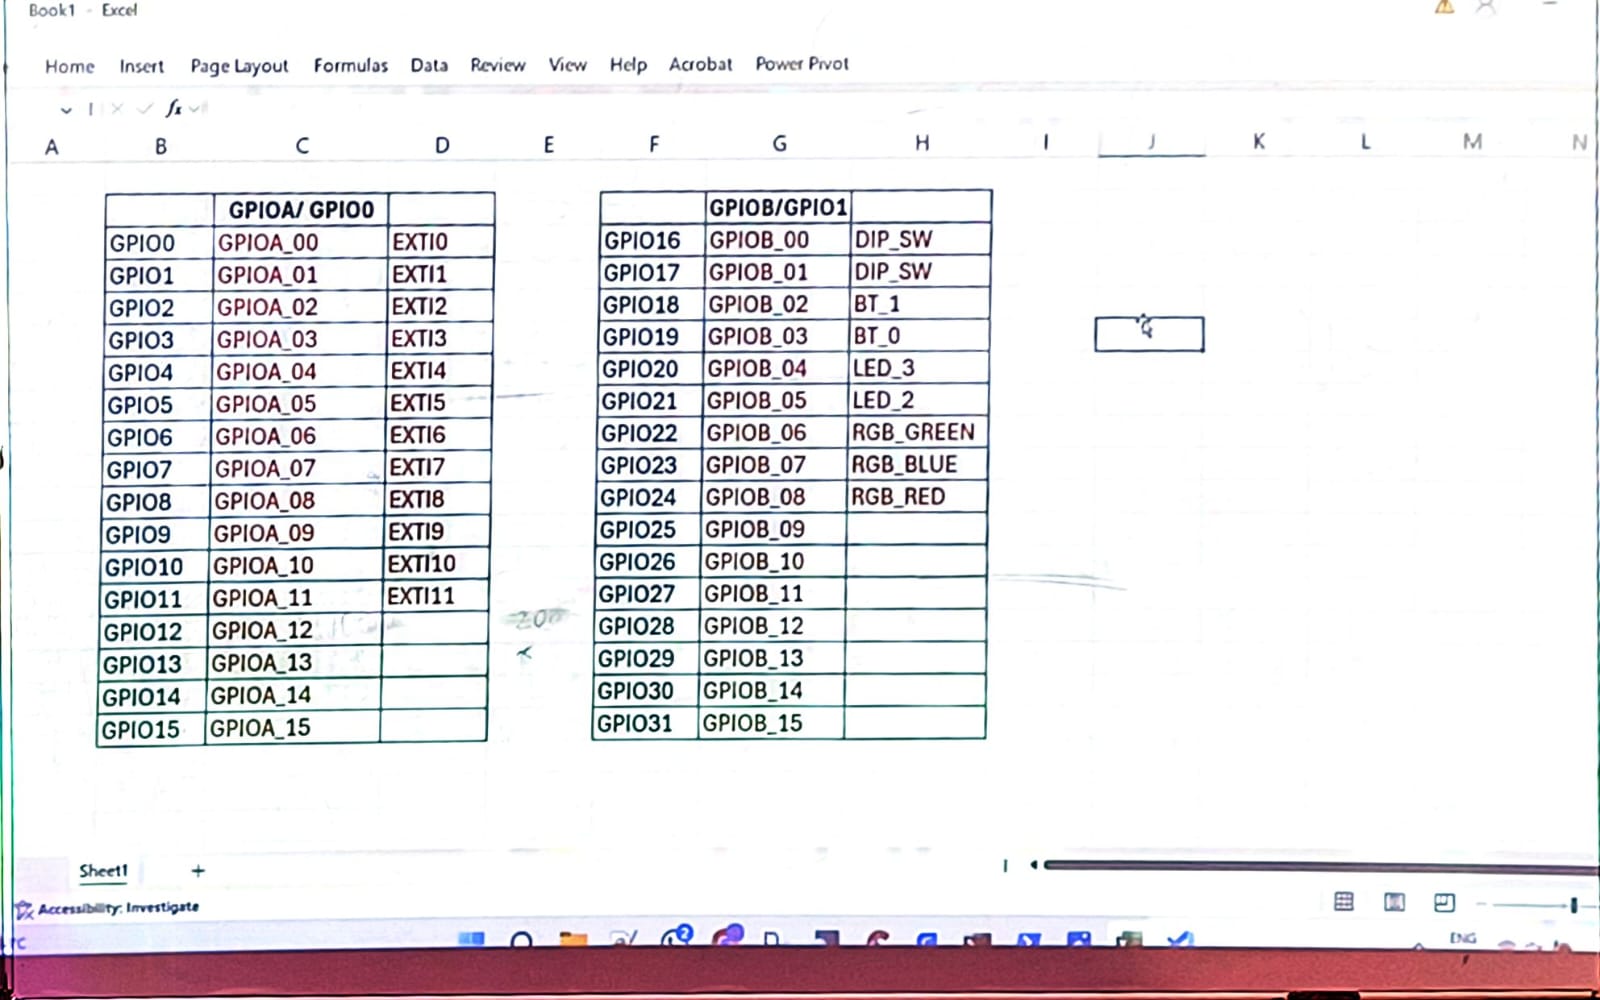 Book1 - Excel
Home Insert Page Layout Formulas Data Review View Help Acrobat Power Pivot
fx
A B C D E F G H I J K L M N
GPIOA/ GPIO0 GPIOB/GPIO1
GPIO0 GPIOA_00 EXTI0 GPIO16 GPIOB_00 DIP_SW
GPIO1 GPIOA_01 EXTI1 GPIO17 GPIOB_01 DIP_SW
GPIO2 GPIOA_02 EXTI2 GPIO18 GPIOB_02 BT_1
GPIO3 GPIOA_03 EXTI3 GPIO19 GPIOB_03 BT_0
GPIO4 GPIOA_04 EXTI4 GPIO20 GPIOB_04 LED_3
GPIO5 GPIOA_05 EXTI5 GPIO21 GPIOB_05 LED_2
GPIO6 GPIOA_06 EXTI6 GPIO22 GPIOB_06 RGB_GREEN
GPIO7 GPIOA_07 EXTI7 GPIO23 GPIOB_07 RGB_BLUE
GPIO8 GPIOA_08 EXTI8 GPIO24 GPIOB_08 RGB_RED
GPIO9 GPIOA_09 EXTI9 GPIO25 GPIOB_09
GPIO10 GPIOA_10 EXTI10 GPIO26 GPIOB_10
GPIO11 GPIOA_11 EXTI11 GPIO27 GPIOB_11
GPIO12 GPIOA_12 GPIO28 GPIOB_12
GPIO13 GPIOA_13 GPIO29 GPIOB_13
GPIO14 GPIOA_14 GPIO30 GPIOB_14
GPIO15 GPIOA_15 GPIO31 GPIOB_15
Sheet1 +
Accessibility: Investigate
2
ENG